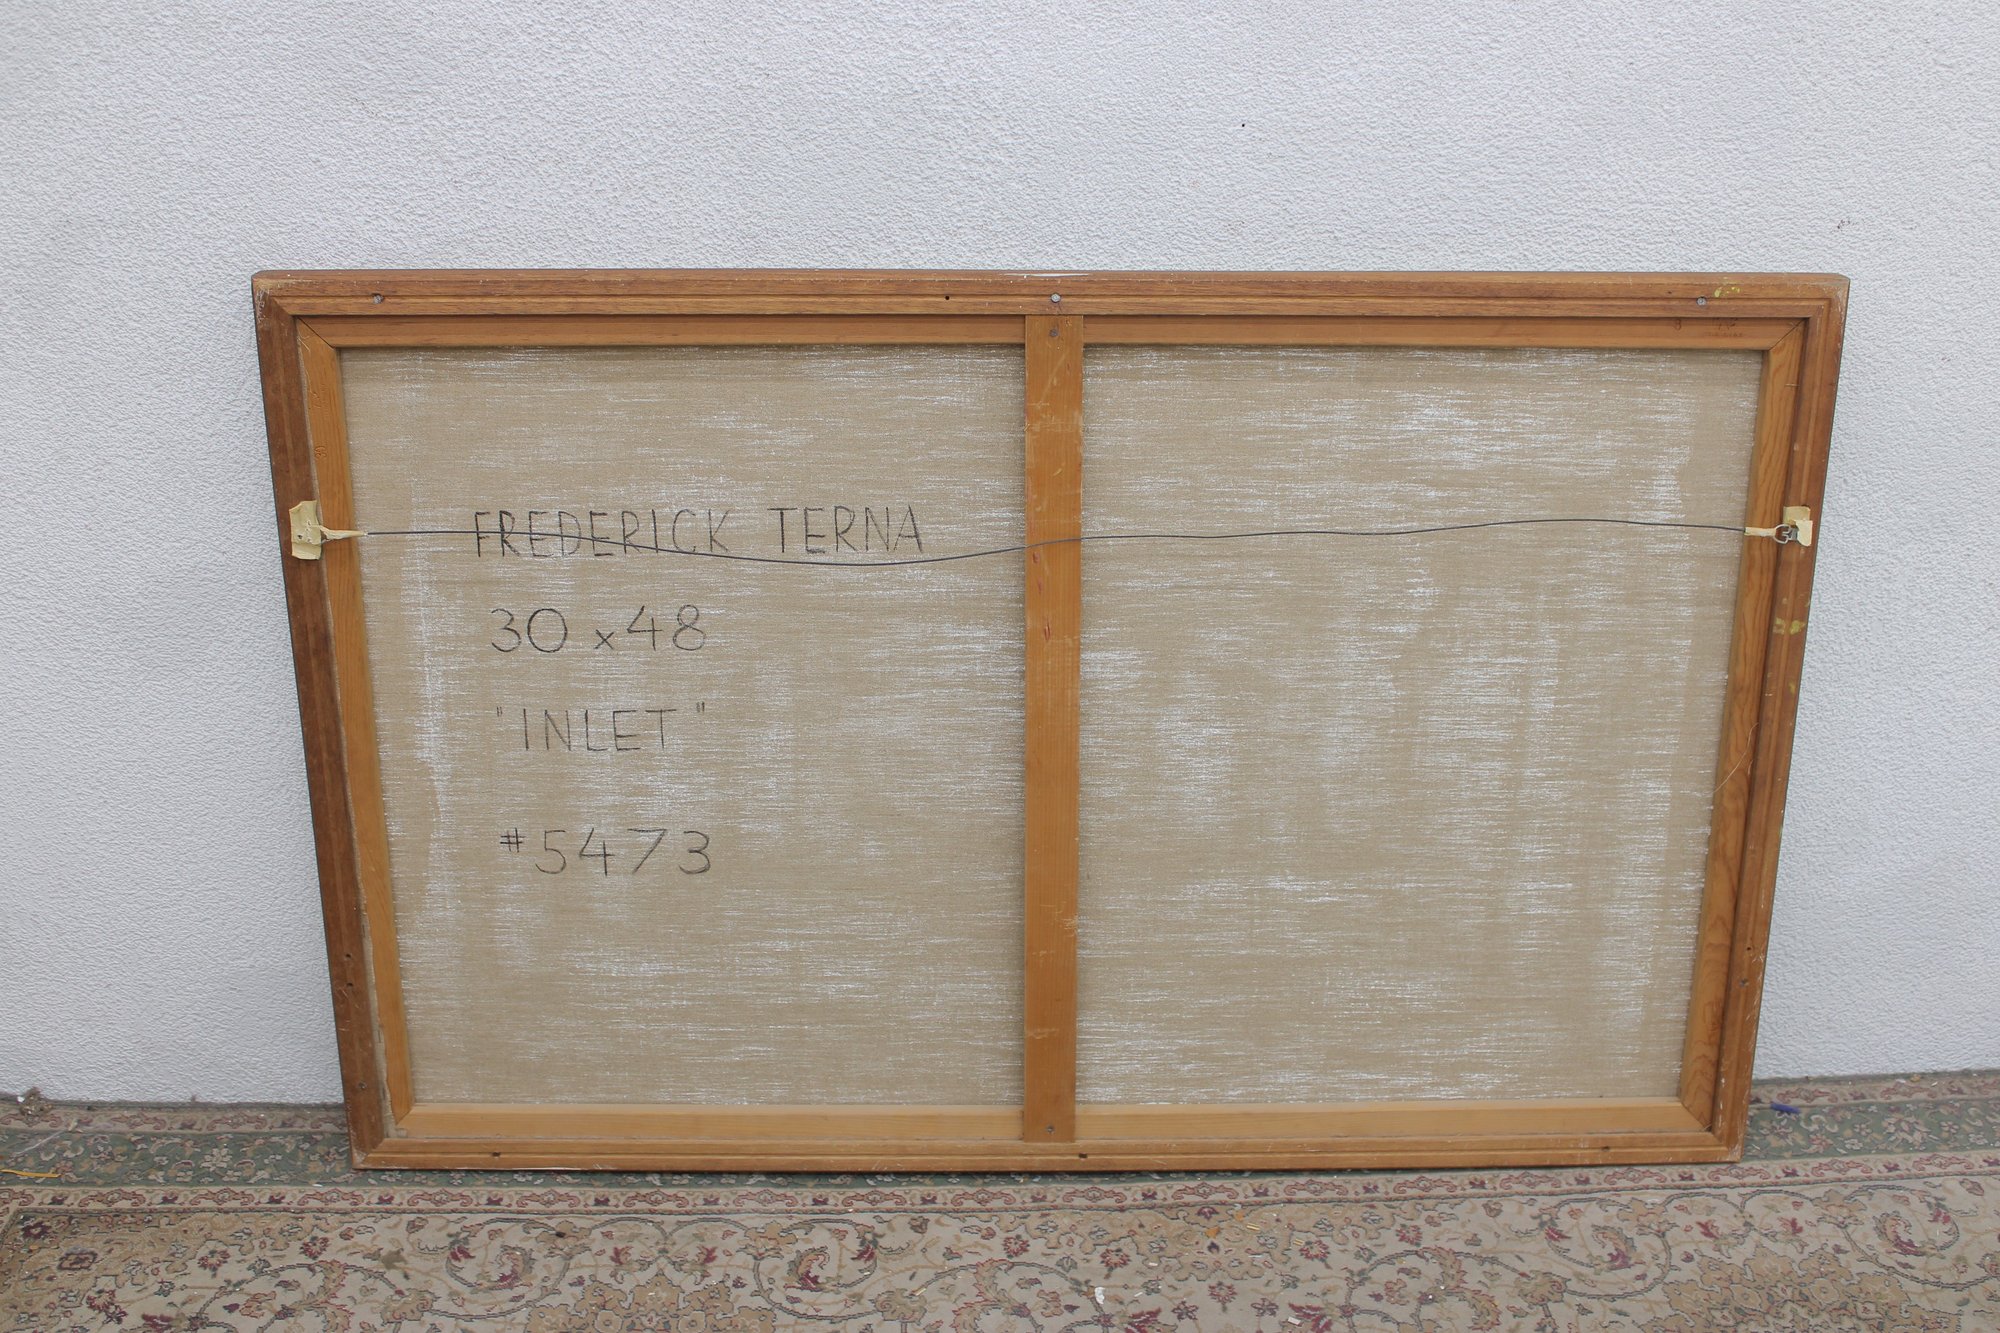 FREDERICK TERNA
30 x 48
"INLET"
#5473